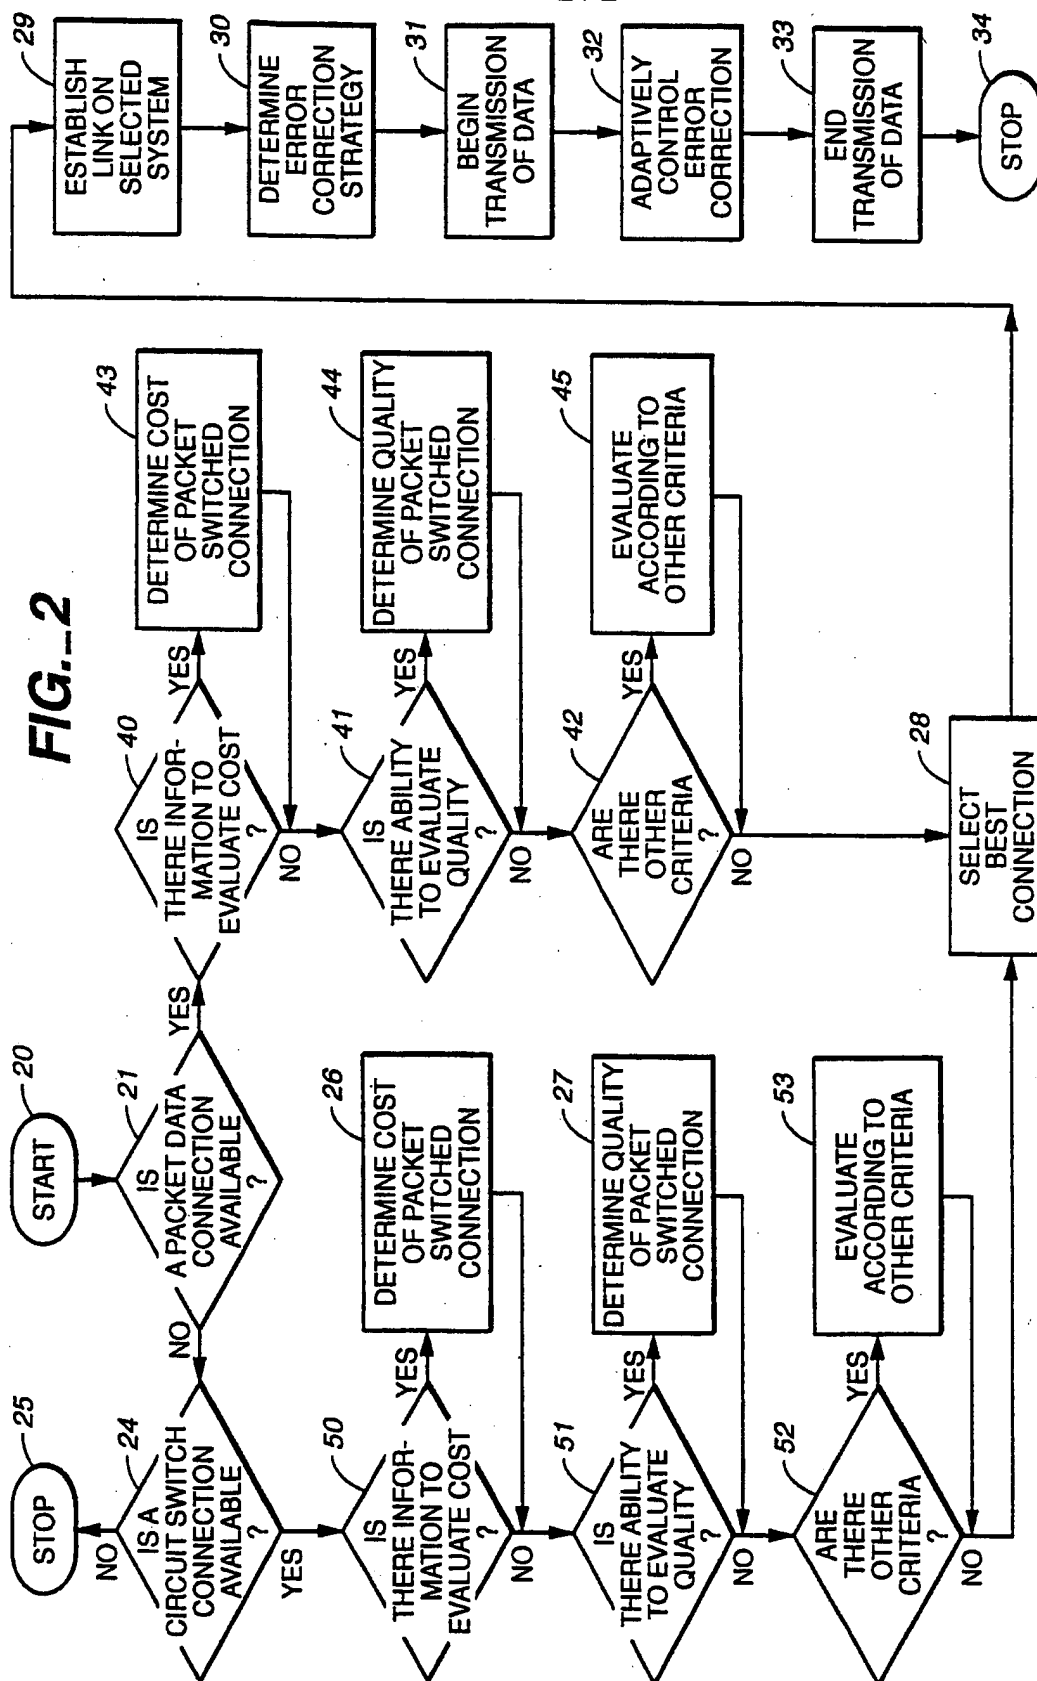 FIG._2
20
START
21
IS
A PACKET DATA
CONNECTION
AVAILABLE
?
NO
YES
25
STOP
NO
24
IS A
CIRCUIT SWITCH
CONNECTION
AVAILABLE
?
YES
50
IS
THERE INFOR-
MATION TO
EVALUATE COST
?
YES
NO
26
DETERMINE COST
OF PACKET
SWITCHED
CONNECTION
51
IS
THERE ABILITY
TO EVALUATE
QUALITY
?
YES
NO
27
DETERMINE QUALITY
OF PACKET
SWITCHED
CONNECTION
52
ARE
THERE
OTHER
CRITERIA
?
YES
NO
53
EVALUATE
ACCORDING TO
OTHER CRITERIA
40
IS
THERE INFOR-
MATION TO
EVALUATE COST
?
YES
NO
43
DETERMINE COST
OF PACKET
SWITCHED
CONNECTION
41
IS
THERE ABILITY
TO EVALUATE
QUALITY
?
YES
NO
44
DETERMINE QUALITY
OF PACKET
SWITCHED
CONNECTION
42
ARE
THERE
OTHER
CRITERIA
?
YES
NO
45
EVALUATE
ACCORDING TO
OTHER CRITERIA
28
SELECT
BEST
CONNECTION
29
ESTABLISH
LINK ON
SELECTED
SYSTEM
30
DETERMINE
ERROR
CORRECTION
STRATEGY
31
BEGIN
TRANSMISSION
OF DATA
32
ADAPTIVELY
CONTROL
ERROR
CORRECTION
33
END
TRANSMISSION
OF DATA
34
STOP